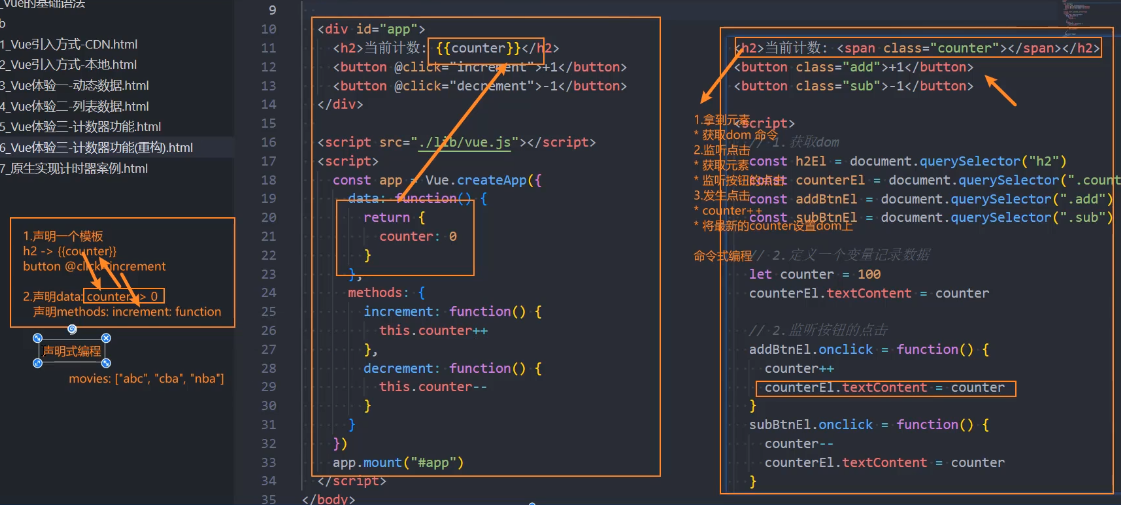 _Vue的基础语法
b
1_Vue引入方式-CDN.html
2_Vue引入方式-本地.html
3_Vue体验一-动态数据.html
4_Vue体验二-列表数据.html
5_Vue体验三-计数器功能.html
6_Vue体验三-计数器功能(重构).html
7_原生实现计时器案例.html
1.声明一个模板
h2 -> {{counter}}
button @click increment
2.声明data: counter -> 0
声明methods: increment: function
声明式编程
movies: ["abc", "cba", "nba"]
9
10 <div id="app">
11 <h2>当前计数: {{counter}}</h2>
12 <button @click="increment">+1</button>
13 <button @click="decrement">-1</button>
14 </div>
15
16 <script src="./lib/vue.js"></script>
17 <script>
18 const app = Vue.createApp({
19 data: function() {
20 return {
21 counter: 0
22 }
23 },
24 methods: {
25 increment: function() {
26 this.counter++
27 },
28 decrement: function() {
29 this.counter--
30 }
31 }
32 })
33 app.mount("#app")
34 </script>
35 </body>
<h2>当前计数: <span class="counter"></span></h2>
<button class="add">+1</button>
<button class="sub">-1</button>
<script>
// 1.获取dom
const h2El = document.querySelector("h2")
const counterEl = document.querySelector(".count
const addBtnEl = document.querySelector(".add")
const subBtnEl = document.querySelector(".sub")
// 2.定义一个变量记录数据
let counter = 100
counterEl.textContent = counter
// 2.监听按钮的点击
addBtnEl.onclick = function() {
counter++
counterEl.textContent = counter
}
subBtnEl.onclick = function() {
counter--
counterEl.textContent = counter
}
1.拿到元素
* 获取dom 命令
2.监听点击
* 获取元素
* 监听按钮的点击
3.发生点击
* counter++
* 将最新的counter设置dom上
命令式编程